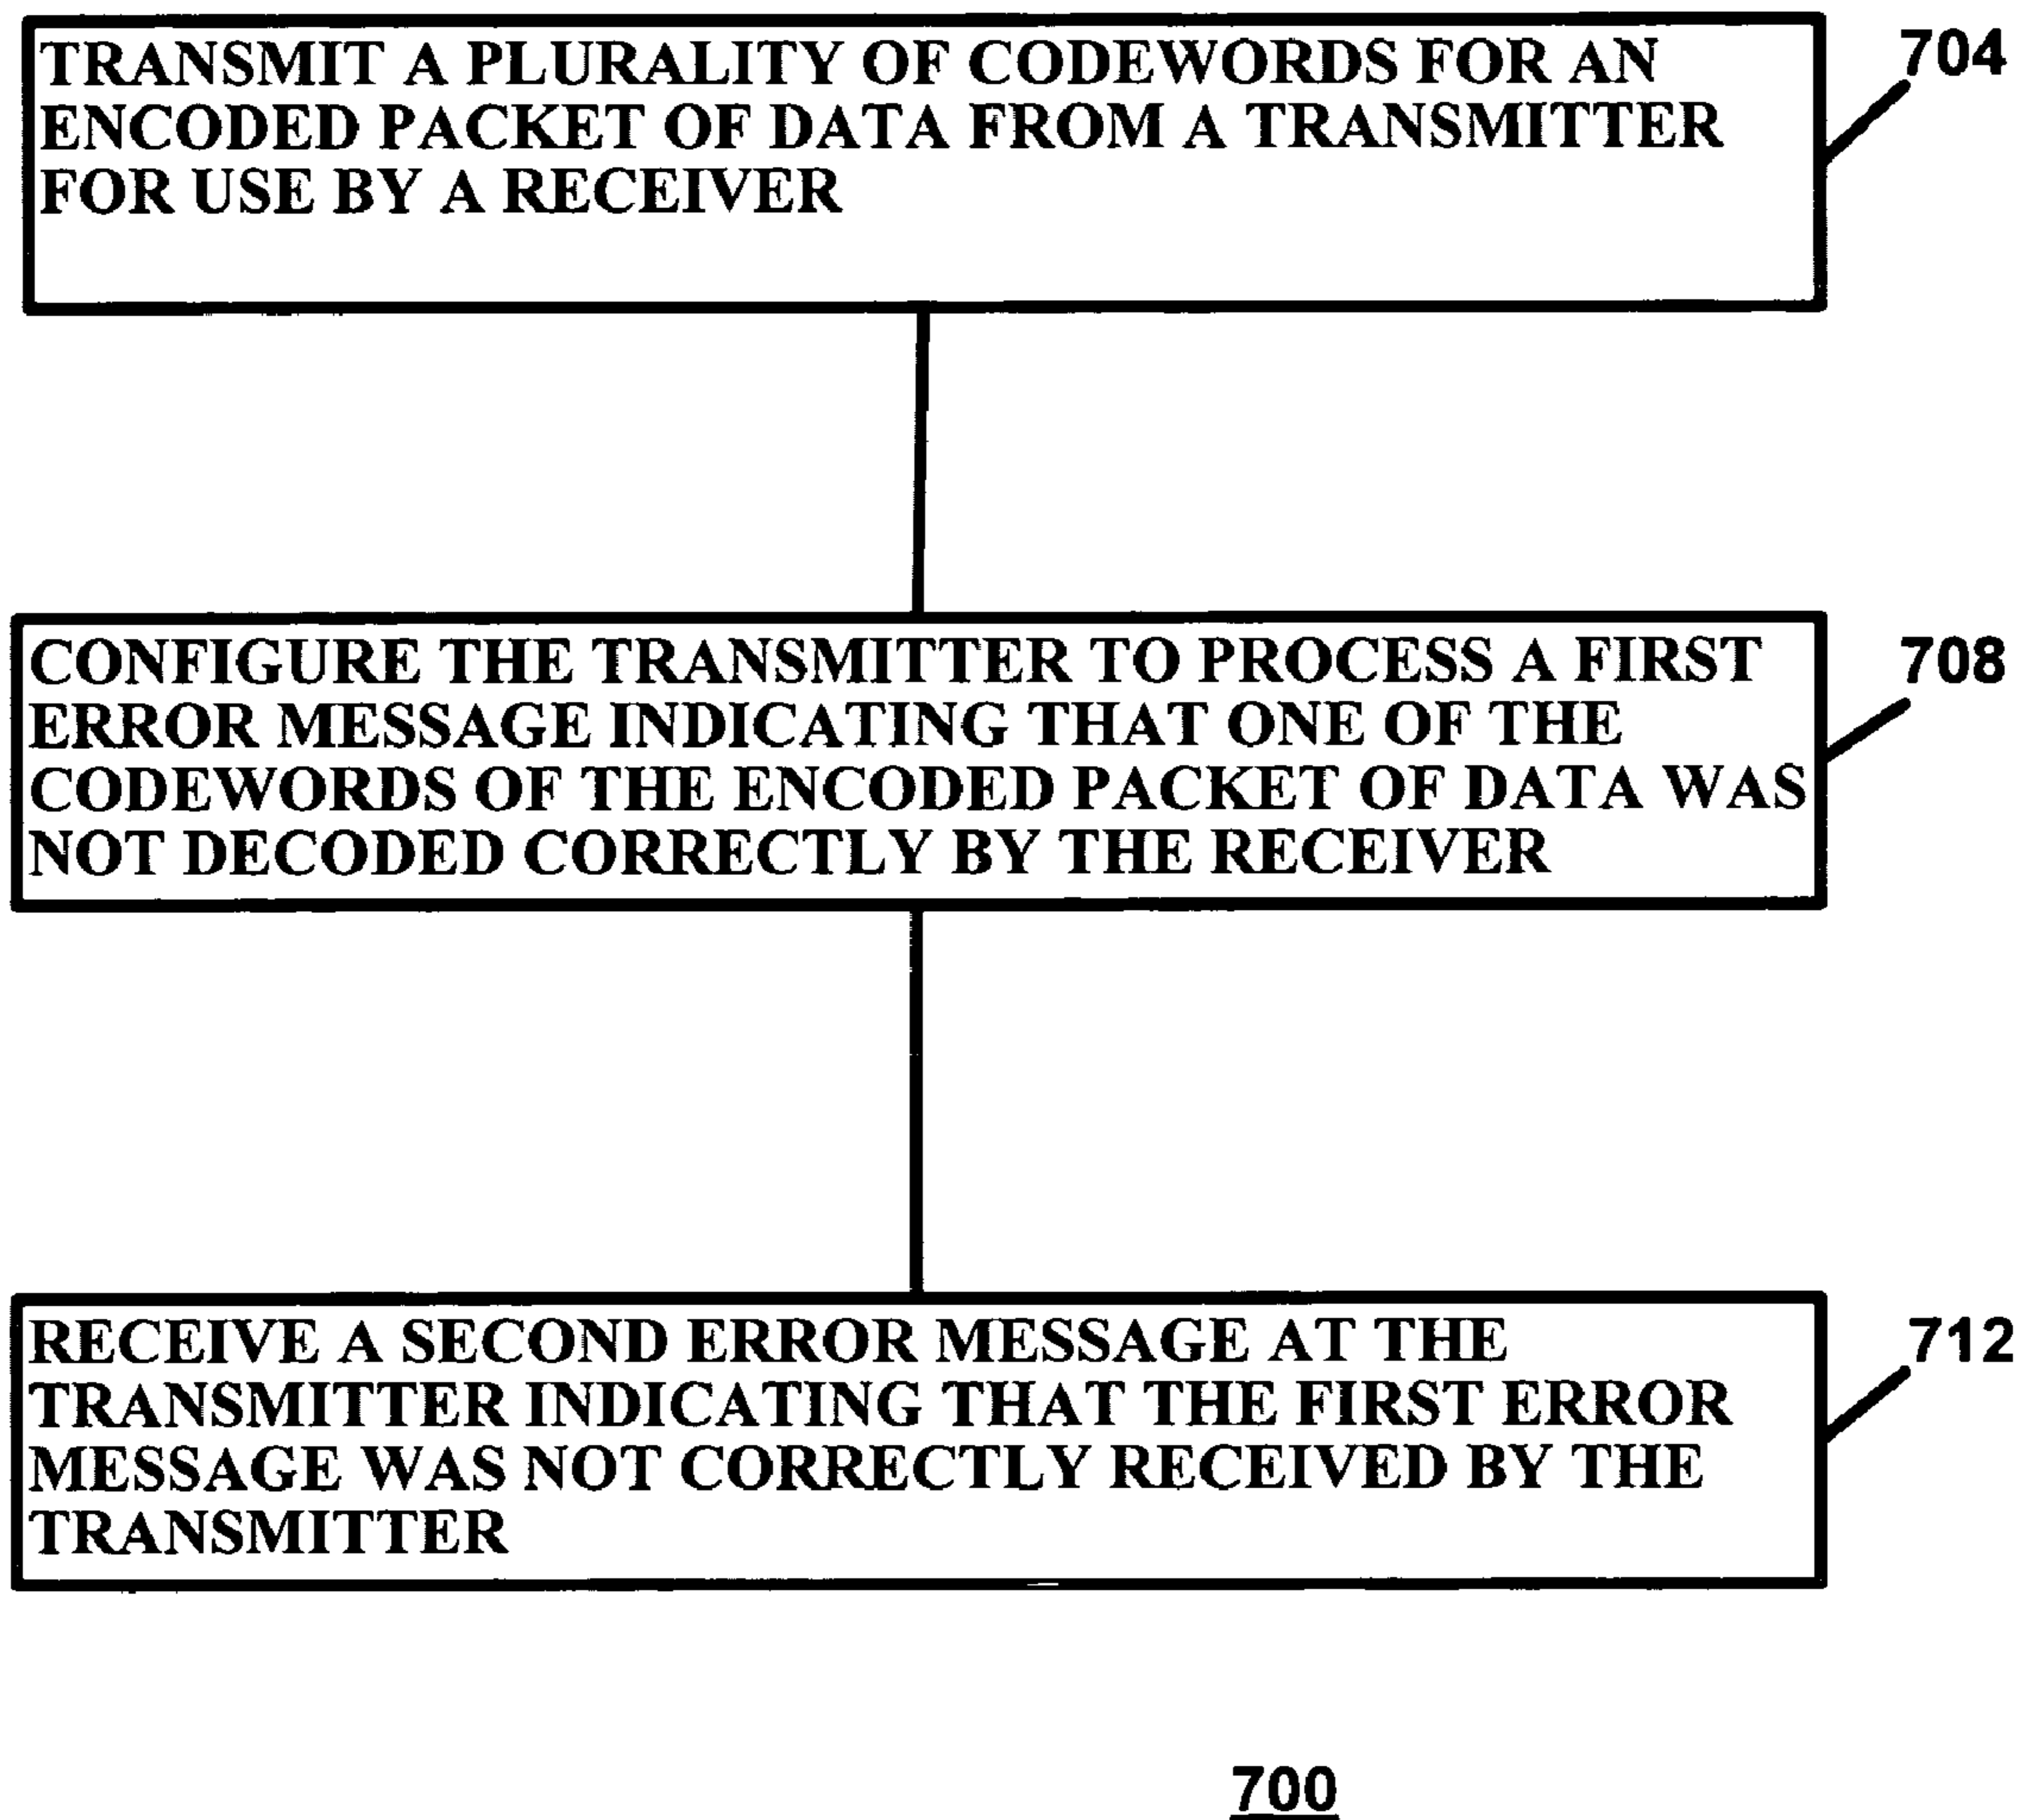 TRANSMIT A PLURALITY OF CODEWORDS FOR AN
ENCODED PACKET OF DATA FROM A TRANSMITTER
FOR USE BY A RECEIVER
704
CONFIGURE THE TRANSMITTER TO PROCESS A FIRST
ERROR MESSAGE INDICATING THAT ONE OF THE
CODEWORDS OF THE ENCODED PACKET OF DATA WAS
NOT DECODED CORRECTLY BY THE RECEIVER
708
RECEIVE A SECOND ERROR MESSAGE AT THE
TRANSMITTER INDICATING THAT THE FIRST ERROR
MESSAGE WAS NOT CORRECTLY RECEIVED BY THE
TRANSMITTER
712
700